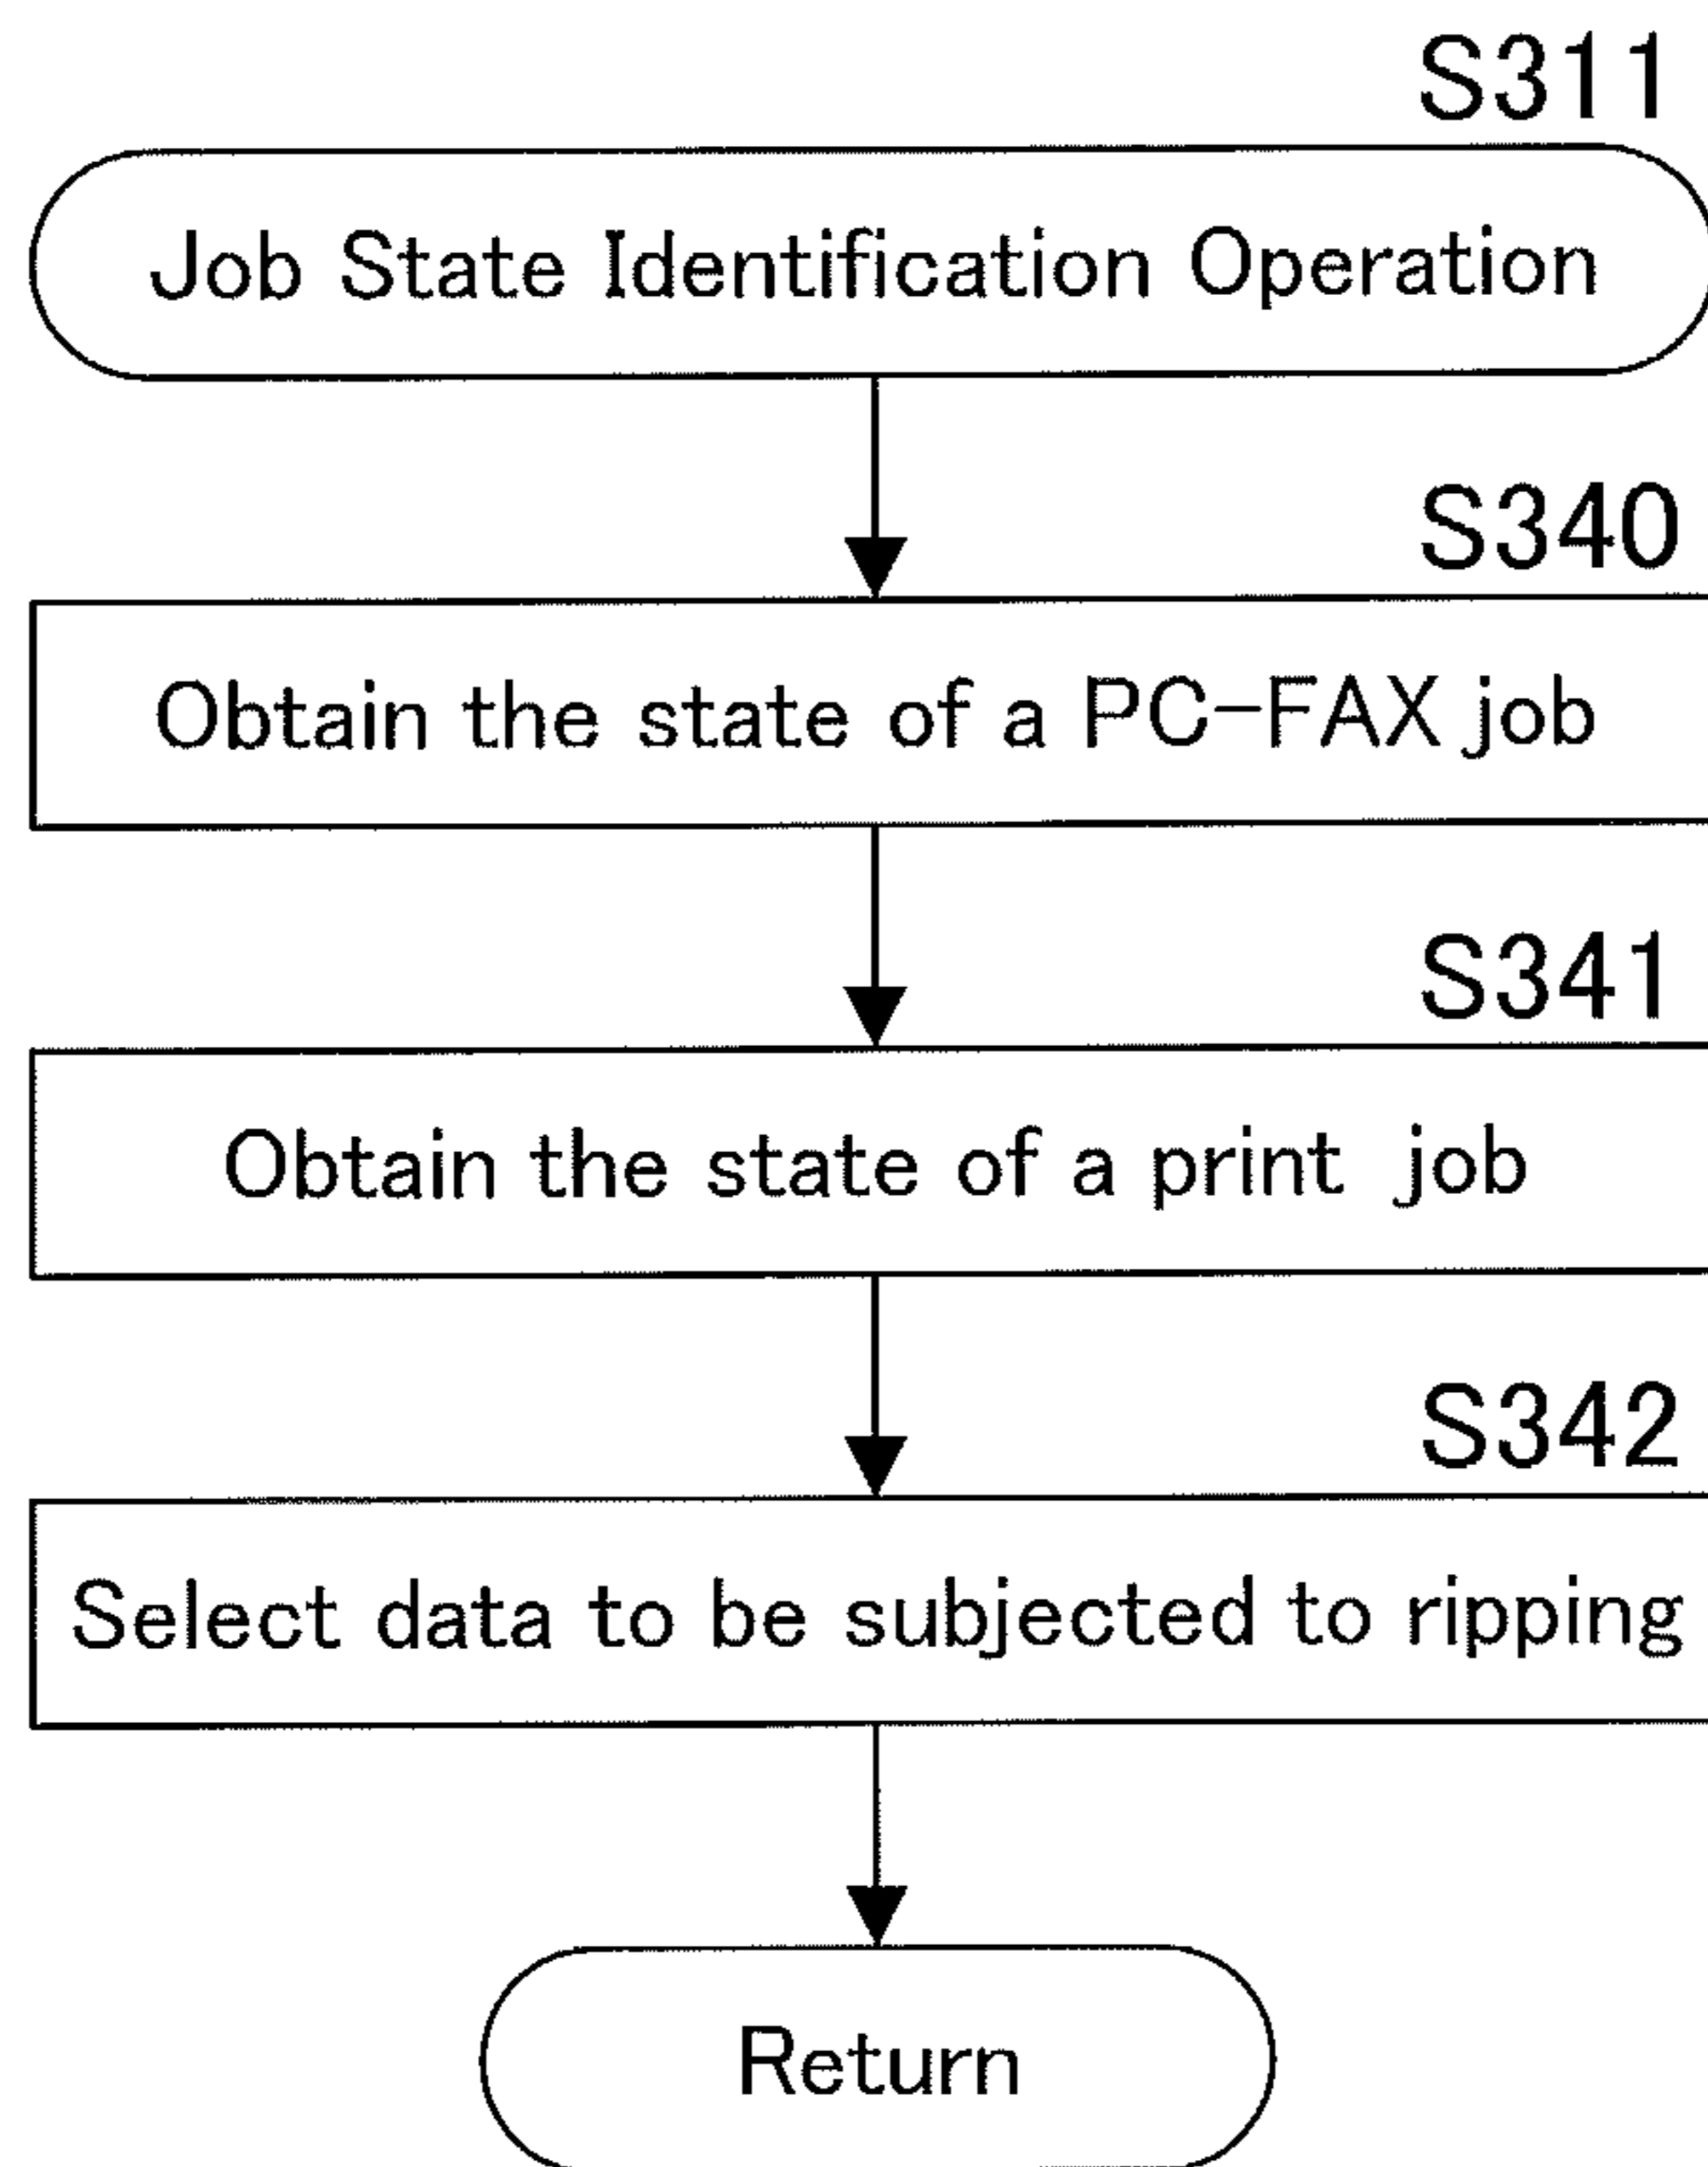 S311
Job State Identification Operation
S340
Obtain the state of a PC-FAX job
S341
Obtain the state of a print job
S342
Select data to be subjected to ripping
Return